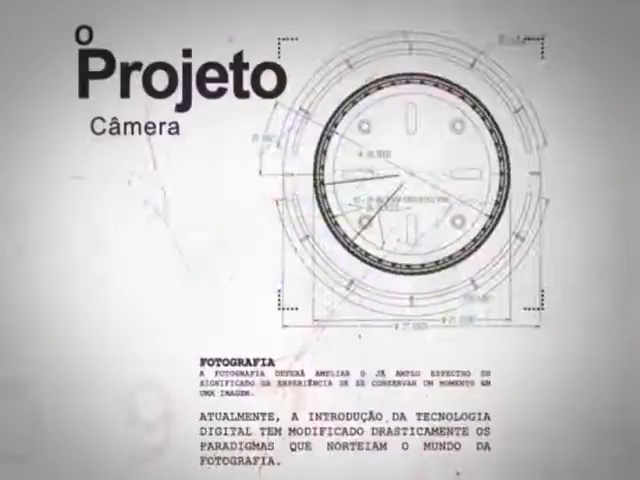 O
Projeto
Câmera
FOTOGRAFIA
A FOTOGRAFIA DEVERÁ AMPLIAR O JÁ AMPLO ESPECTRO DE
SIGNIFICADO DA EXPERIÊNCIA DE SE CONSERVAR UM MOMENTO EM
UMA IMAGEM.
ATUALMENTE, A INTRODUÇÃO DA TECNOLOGIA
DIGITAL TEM MODIFICADO DRASTICAMENTE OS
PARADIGMAS QUE NORTEIAM O MUNDO DA
FOTOGRAFIA.
9